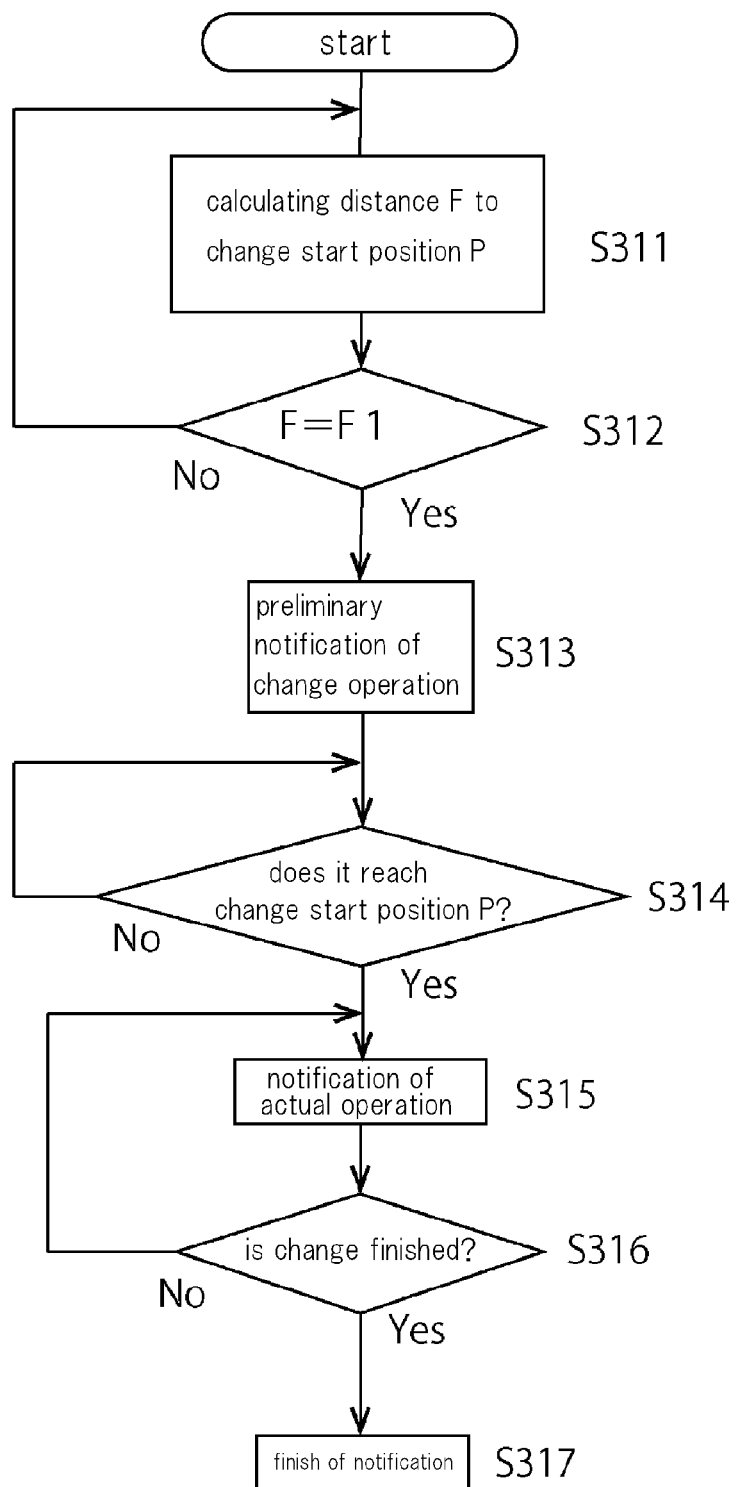 start
calculating distance F to
change start position P
S311
F=F1
S312
No
Yes
preliminary
notification of
change operation
S313
does it reach
change start position P?
S314
No
Yes
notification of
actual operation
S315
is change finished?
S316
No
Yes
finish of notification
S317